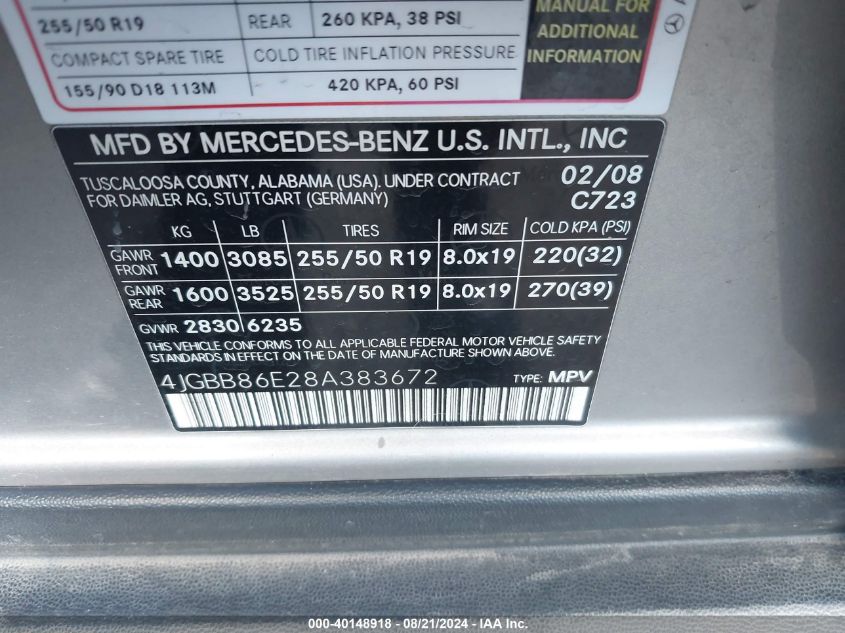 255/50 R19 REAR 260 KPA, 38 PSI
COMPACT SPARE TIRE COLD TIRE INFLATION PRESSURE
155/90 D18 113M 420 KPA, 60 PSI
MANUAL FOR
ADDITIONAL
INFORMATION
MFD BY MERCEDES-BENZ U.S. INTL., INC
TUSCALOOSA COUNTY, ALABAMA (USA). UNDER CONTRACT 02/08
FOR DAIMLER AG, STUTTGART (GERMANY) C723
KG LB TIRES RIM SIZE COLD KPA (PSI)
GAWR FRONT 1400 3085 255/50 R19 8.0x19 220(32)
GAWR REAR 1600 3525 255/50 R19 8.0x19 270(39)
GVWR 2830 6235
THIS VEHICLE CONFORMS TO ALL APPLICABLE FEDERAL MOTOR VEHICLE SAFETY
STANDARDS IN EFFECT ON THE DATE OF MANUFACTURE SHOWN ABOVE.
4JGBB86E28A383672 TYPE: MPV
000-40148918 - 08/21/2024 - IAA Inc.